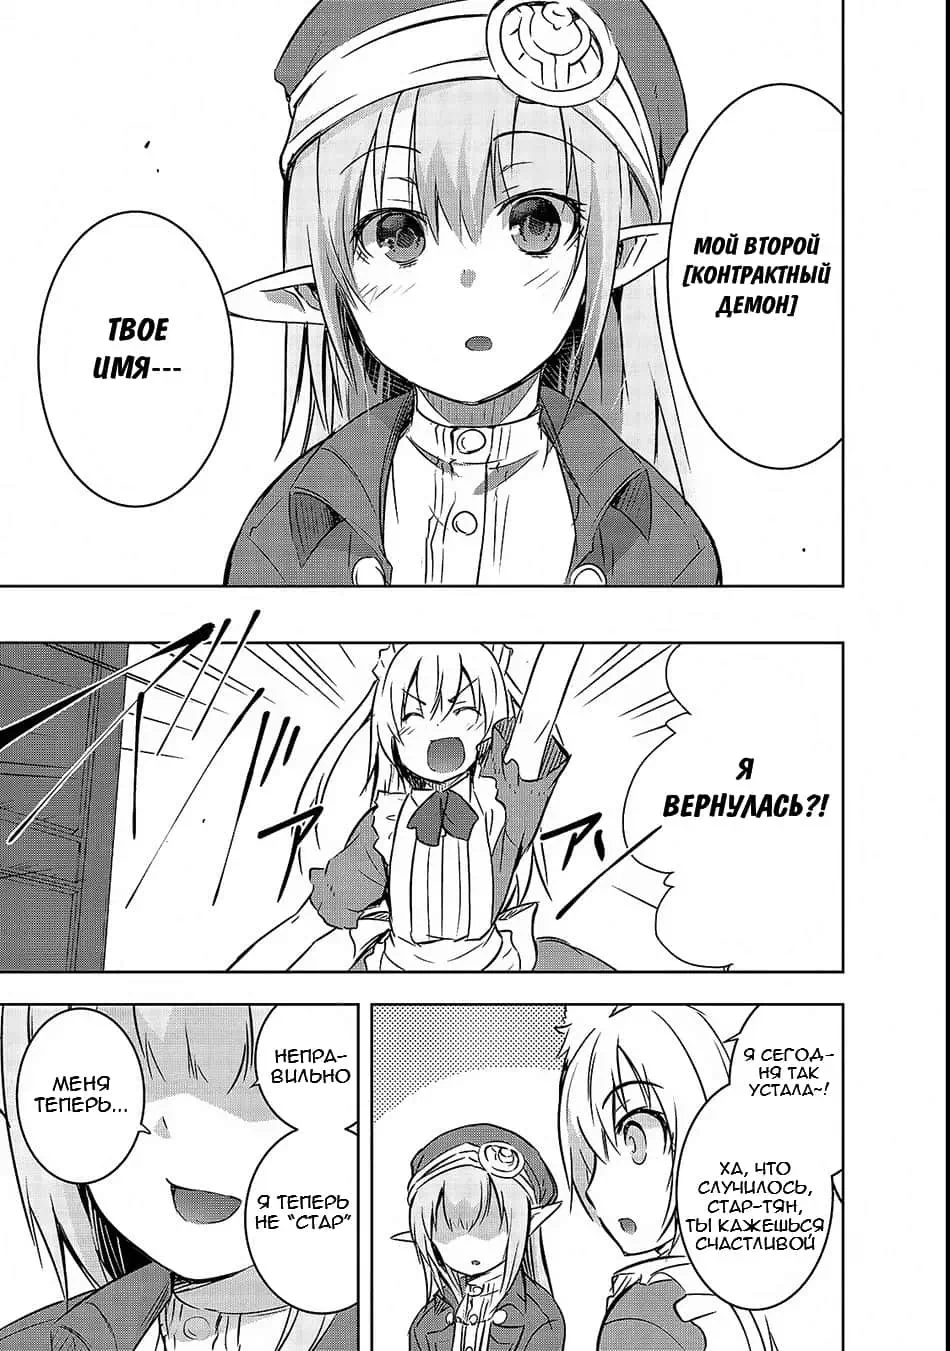 МОЙ ВТОРОЙ
[КОНТРАКТНЫЙ
ДЕМОН]
ТВОЕ
ИМЯ---
Я
ВЕРНУЛАСЬ?!
Я СЕГОД-
НЯ ТАК
УСТАЛА~!
ХА, ЧТО
СЛУЧИЛОСЬ,
СТАР-ТЯН,
ТЫ КАЖЕШЬСЯ
СЧАСТЛИВОЙ
НЕПРА-
ВИЛЬНО
Я ТЕПЕРЬ
НЕ "СТАР"
МЕНЯ
ТЕПЕРЬ...